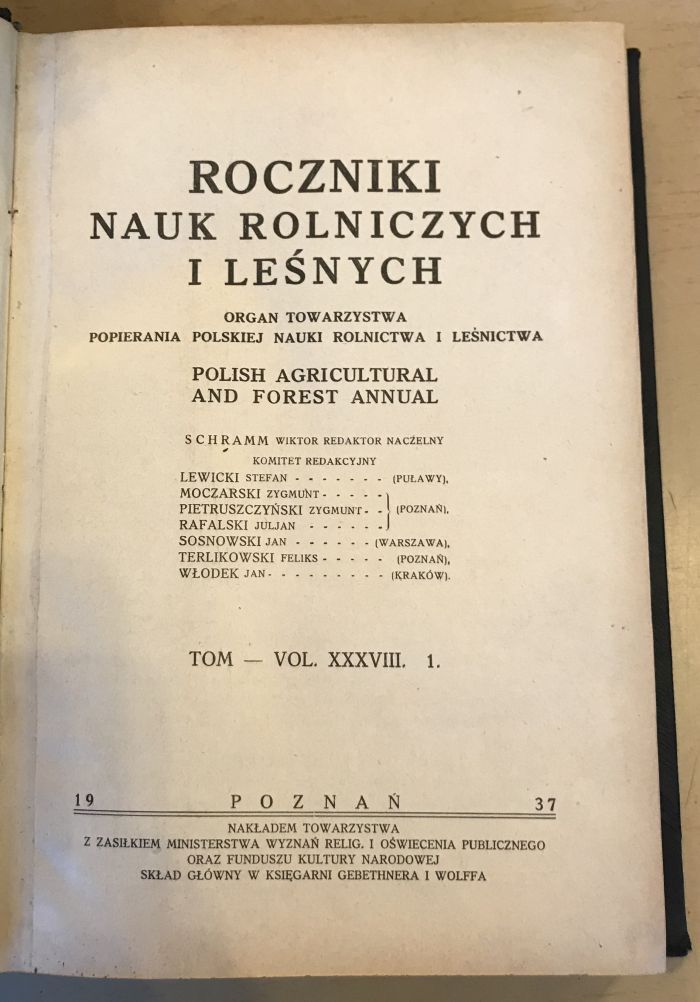 ROCZNIKI
NAUK ROLNICZYCH
I LEŚNYCH
ORGAN TOWARZYSTWA
POPIERANIA POLSKIEJ NAUKI ROLNICTWA I LEŚNICTWA
POLISH AGRICULTURAL
AND FOREST ANNUAL
SCHRAMM WIKTOR REDAKTOR NACZELNY
KOMITET REDAKCYJNY
LEWICKI STEFAN - - - - - - - (PUŁAWY),
MOCZARSKI ZYGMUNT - - - - -
PIETRUSZCZYŃSKI ZYGMUNT - - (POZNAŃ),
RAFALSKI JULJAN - - - - - -
SOSNOWSKI JAN - - - - - - (WARSZAWA),
TERLIKOWSKI FELIKS - - - - - (POZNAŃ),
WŁODEK JAN - - - - - - - - - (KRAKÓW).
TOM — VOL. XXXVIII. 1.
19 POZNAŃ 37
NAKŁADEM TOWARZYSTWA
Z ZASIŁKIEM MINISTERSTWA WYZNAŃ RELIG. I OŚWIECENIA PUBLICZNEGO
ORAZ FUNDUSZU KULTURY NARODOWEJ
SKŁAD GŁÓWNY W KSIĘGARNI GEBETHNERA I WOLFFA